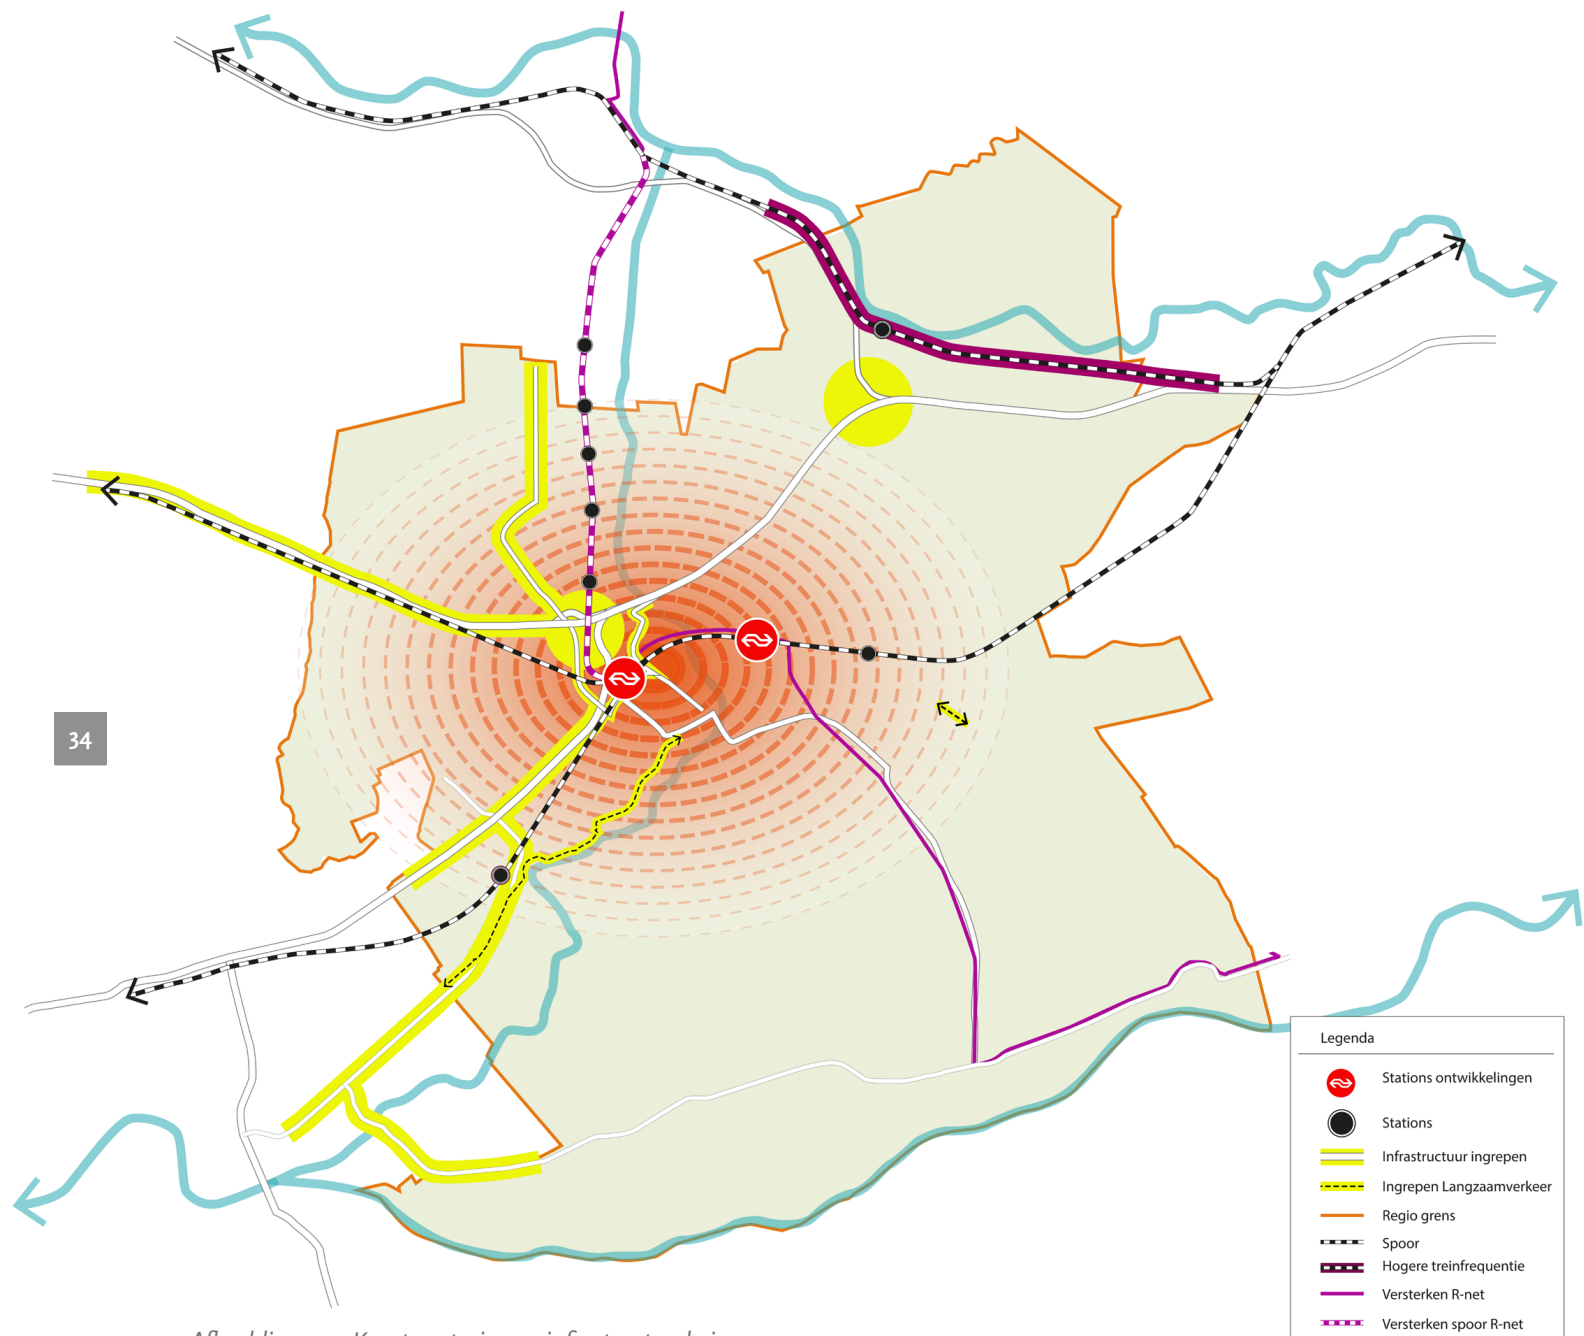 34
Legenda
Stations ontwikkelingen
Stations
Infrastructuur ingrepen
Ingrepen Langzaamverkeer
Regio grens
Spoor
Hogere treinfrequentie
Versterken R-net
Versterken spoor R-net